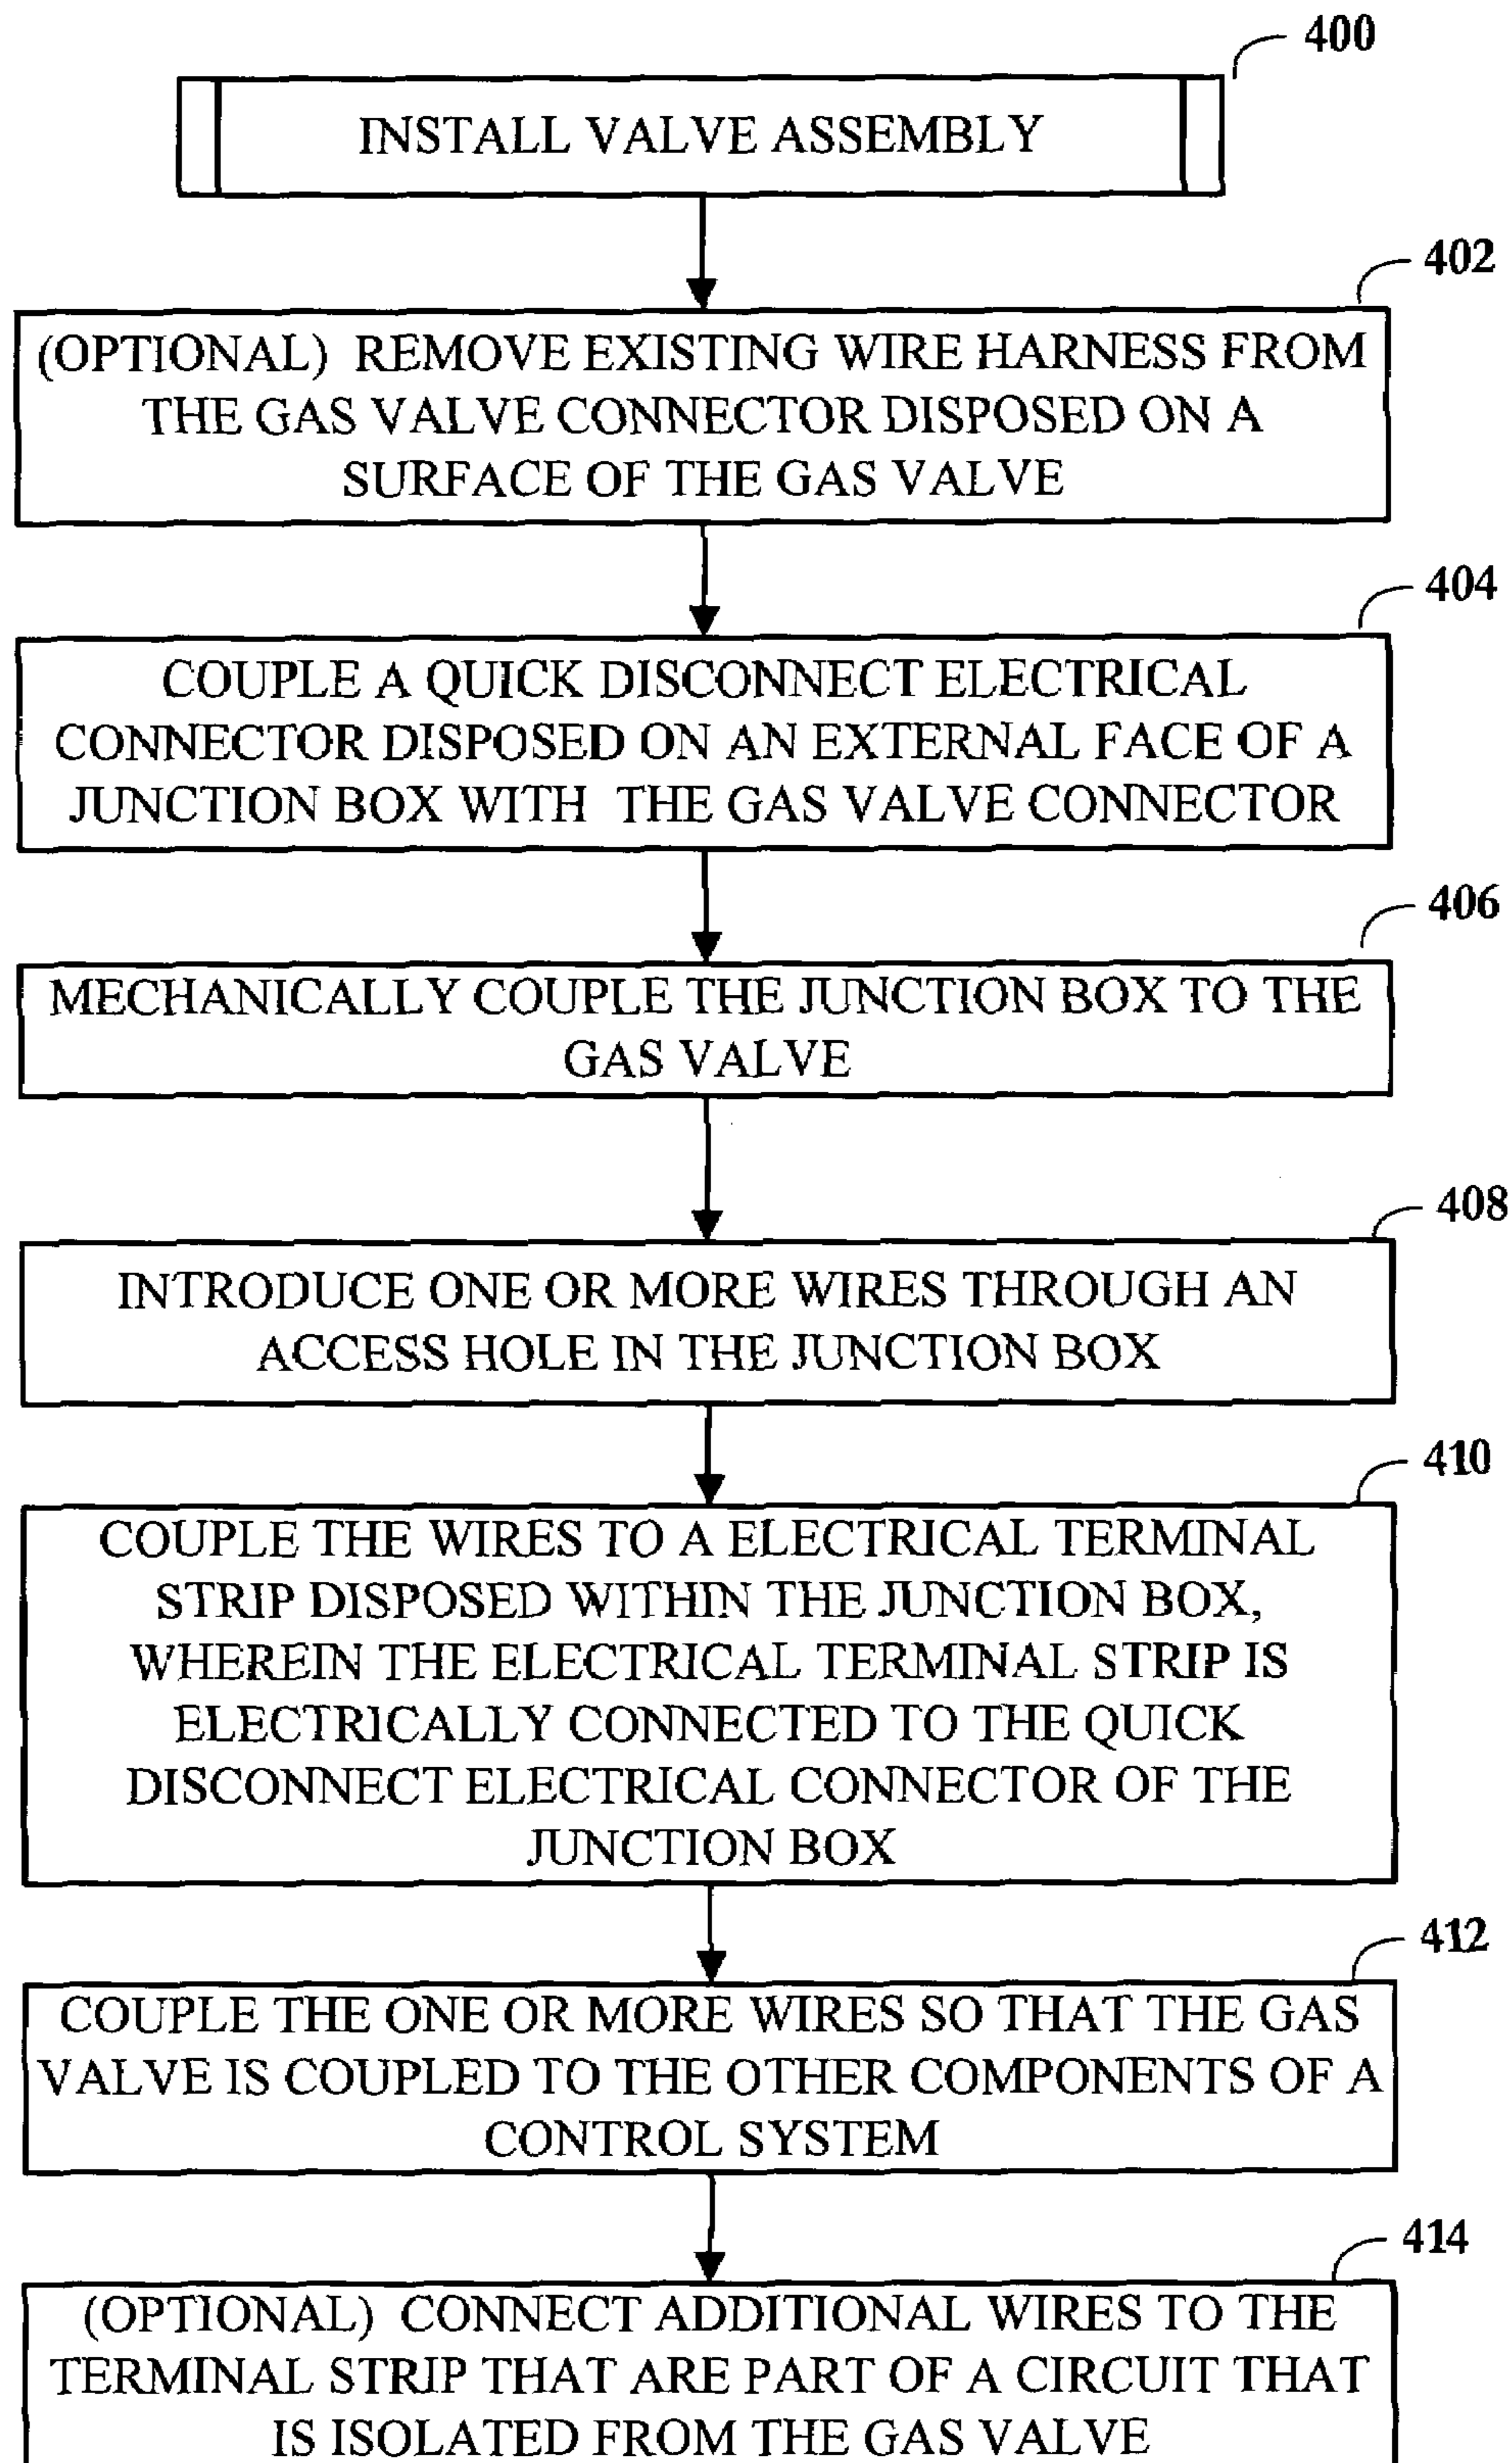 400
INSTALL VALVE ASSEMBLY
402
(OPTIONAL) REMOVE EXISTING WIRE HARNESS FROM
THE GAS VALVE CONNECTOR DISPOSED ON A
SURFACE OF THE GAS VALVE
404
COUPLE A QUICK DISCONNECT ELECTRICAL
CONNECTOR DISPOSED ON AN EXTERNAL FACE OF A
JUNCTION BOX WITH THE GAS VALVE CONNECTOR
406
MECHANICALLY COUPLE THE JUNCTION BOX TO THE
GAS VALVE
408
INTRODUCE ONE OR MORE WIRES THROUGH AN
ACCESS HOLE IN THE JUNCTION BOX
410
COUPLE THE WIRES TO A ELECTRICAL TERMINAL
STRIP DISPOSED WITHIN THE JUNCTION BOX,
WHEREIN THE ELECTRICAL TERMINAL STRIP IS
ELECTRICALLY CONNECTED TO THE QUICK
DISCONNECT ELECTRICAL CONNECTOR OF THE
JUNCTION BOX
412
COUPLE THE ONE OR MORE WIRES SO THAT THE GAS
VALVE IS COUPLED TO THE OTHER COMPONENTS OF A
CONTROL SYSTEM
414
(OPTIONAL) CONNECT ADDITIONAL WIRES TO THE
TERMINAL STRIP THAT ARE PART OF A CIRCUIT THAT
IS ISOLATED FROM THE GAS VALVE